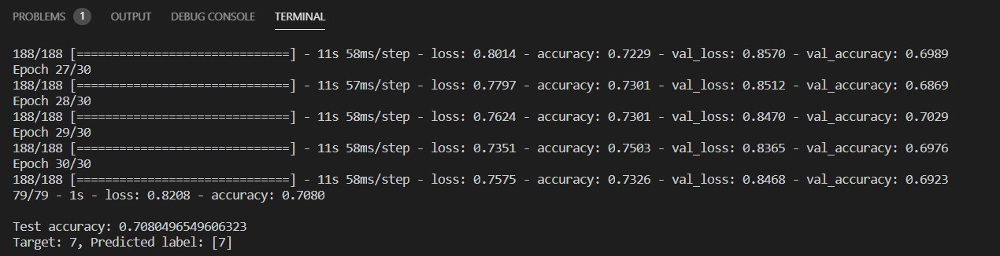 PROBLEMS 1 OUTPUT DEBUG CONSOLE TERMINAL
188/188 [==============================] - 11s 58ms/step - loss: 0.8014 - accuracy: 0.7229 - val_loss: 0.8570 - val_accuracy: 0.6989
Epoch 27/30
188/188 [==============================] - 11s 57ms/step - loss: 0.7797 - accuracy: 0.7301 - val_loss: 0.8512 - val_accuracy: 0.6869
Epoch 28/30
188/188 [==============================] - 11s 58ms/step - loss: 0.7624 - accuracy: 0.7301 - val_loss: 0.8470 - val_accuracy: 0.7029
Epoch 29/30
188/188 [==============================] - 11s 58ms/step - loss: 0.7351 - accuracy: 0.7503 - val_loss: 0.8365 - val_accuracy: 0.6976
Epoch 30/30
188/188 [==============================] - 11s 58ms/step - loss: 0.7575 - accuracy: 0.7326 - val_loss: 0.8468 - val_accuracy: 0.6923
79/79 - 1s - loss: 0.8208 - accuracy: 0.7080
Test accuracy: 0.7080496549606323
Target: 7, Predicted label: [7]